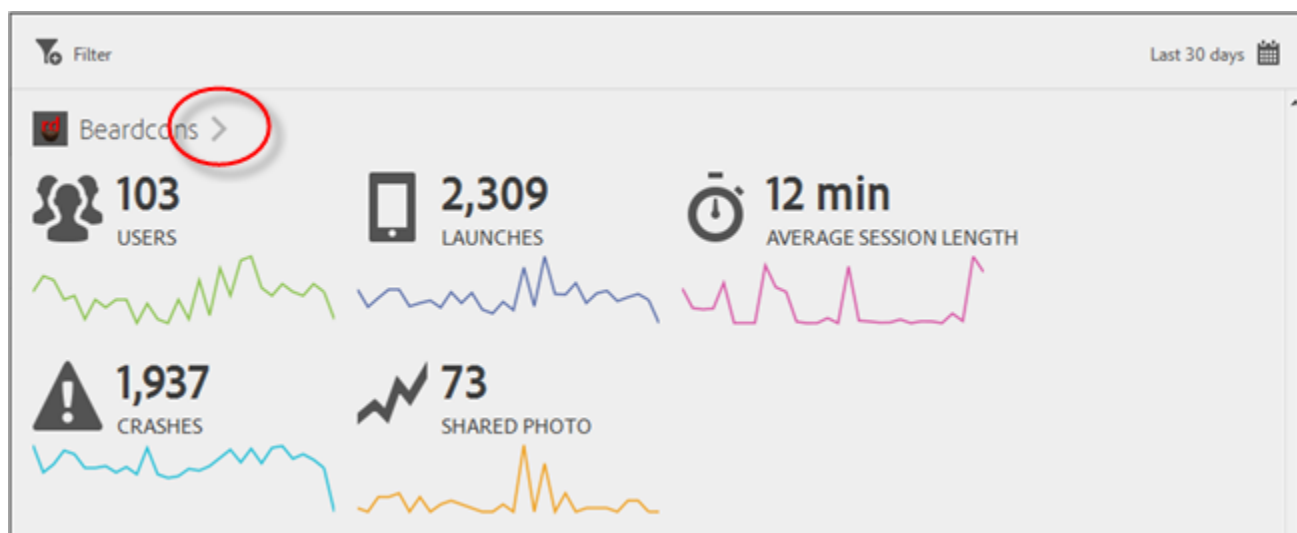 Filter
Last 30 days
Beardcons >
103
USERS
2,309
LAUNCHES
12 min
AVERAGE SESSION LENGTH
1,937
CRASHES
73
SHARED PHOTO